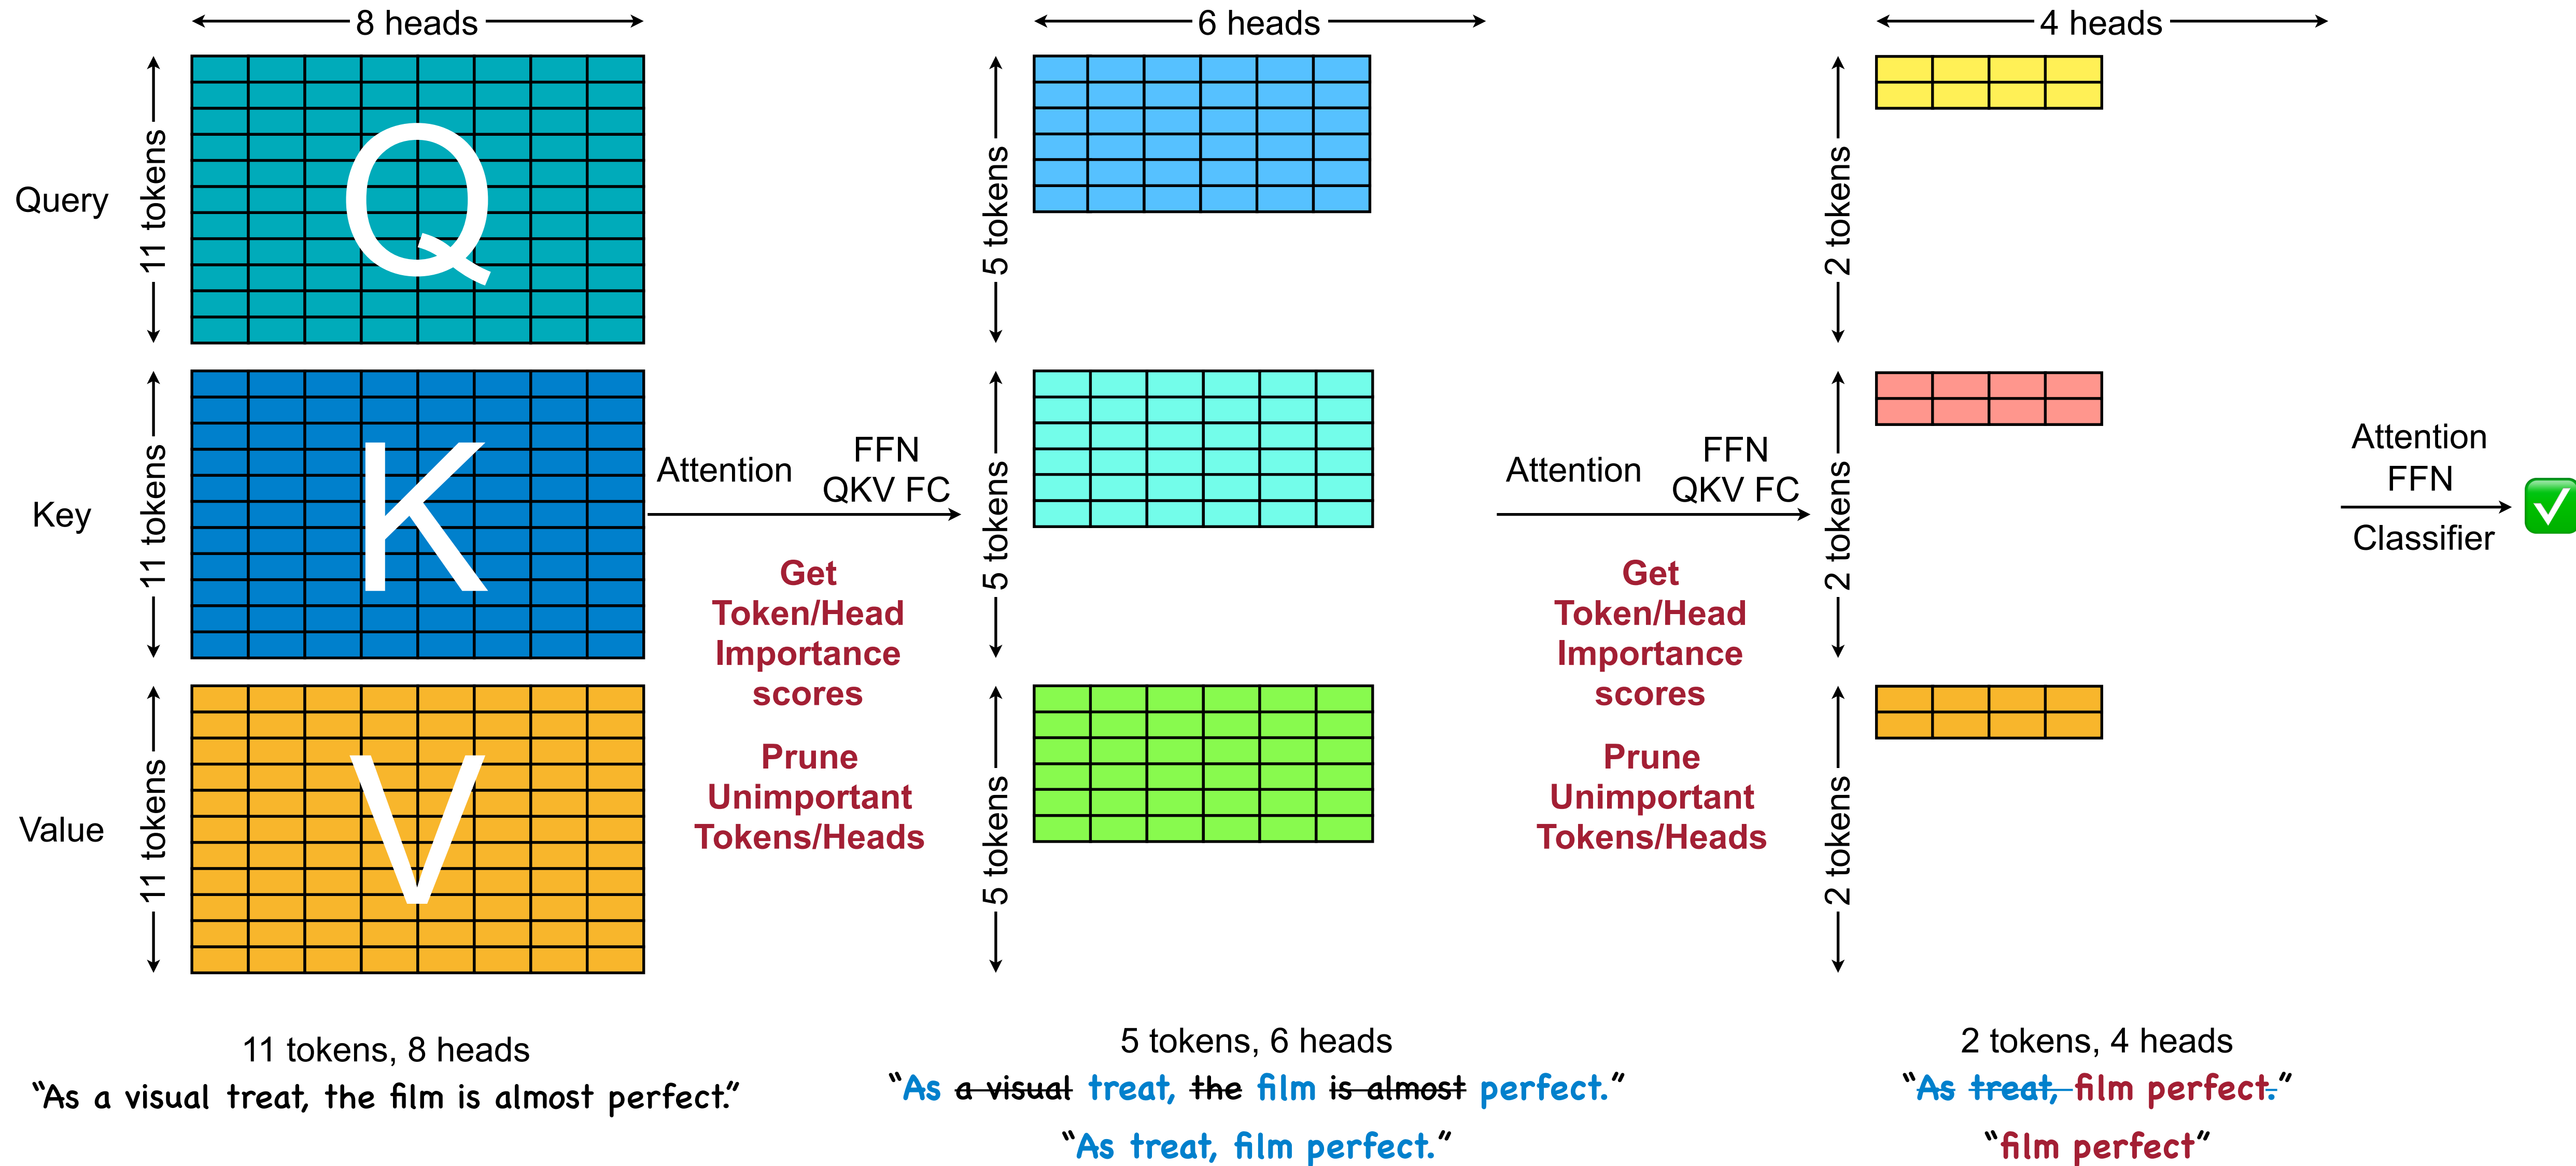 8 heads
6 heads
4 heads
Query
11 tokens
Q
5 tokens
2 tokens
Key
11 tokens
K
Attention
FFN
QKV FC
Get
Token/Head
Importance
scores
Prune
Unimportant
Tokens/Heads
5 tokens
Attention
FFN
QKV FC
Get
Token/Head
Importance
scores
Prune
Unimportant
Tokens/Heads
2 tokens
Attention
FFN
Classifier
Value
11 tokens
V
5 tokens
2 tokens
11 tokens, 8 heads
“As a visual treat, the film is almost perfect.”
5 tokens, 6 heads
“As a visual treat, the film is almost perfect.”
“As treat, film perfect.”
2 tokens, 4 heads
“As treat, film perfect.”
“film perfect”